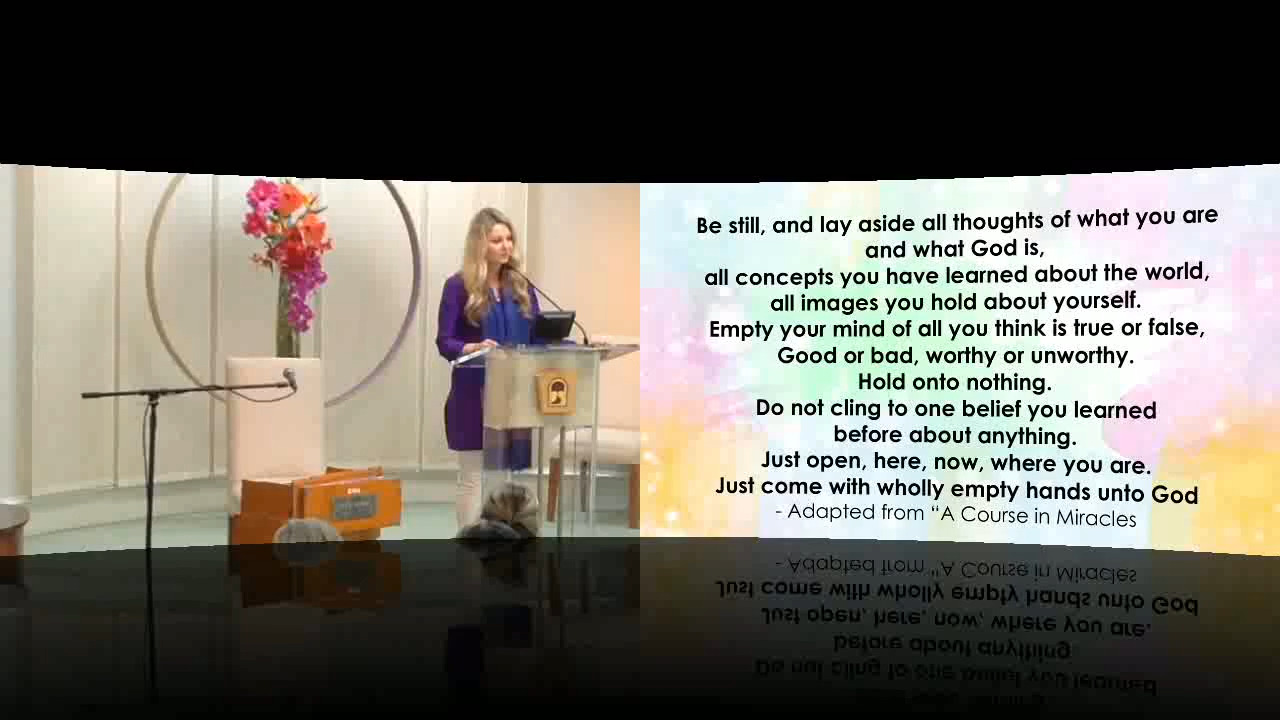 Be still, and lay aside all thoughts of what you are
and what God is,
all concepts you have learned about the world,
all images you hold about yourself.
Empty your mind of all you think is true or false,
Good or bad, worthy or unworthy.
Hold onto nothing.
Do not cling to one belief you learned
before about anything.
Just open, here, now, where you are.
Just come with wholly empty hands unto God
- Adapted from “A Course in Miracles